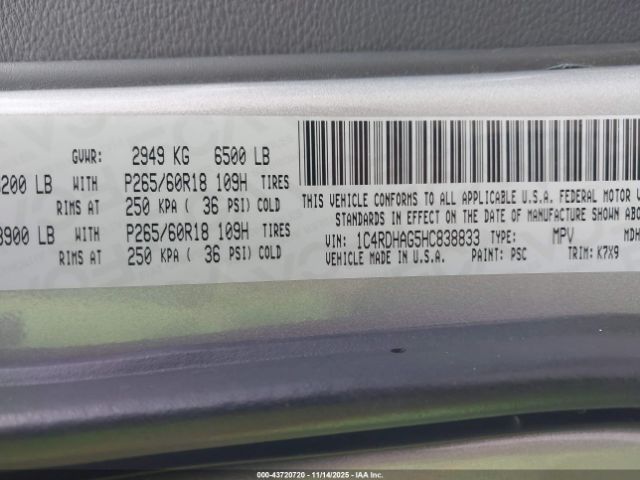 GVWR: 2949 KG 6500 LB
200 LB WITH P265/60R18 109H TIRES
RIMS AT 250 KPA ( 36 PSI) COLD
3900 LB WITH P265/60R18 109H TIRES
RIMS AT 250 KPA ( 36 PSI) COLD
THIS VEHICLE CONFORMS TO ALL APPLICABLE U.S.A. FEDERAL MOTOR
STANDARDS IN EFFECT ON THE DATE OF MANUFACTURE SHOWN ABO
VIN: 1C4RDHAG5HC838833 TYPE: MPV MDH
VEHICLE MADE IN U.S.A. PAINT: PSC TRIM: K7X9
000-43720720 11/14/2025 IAA Inc.